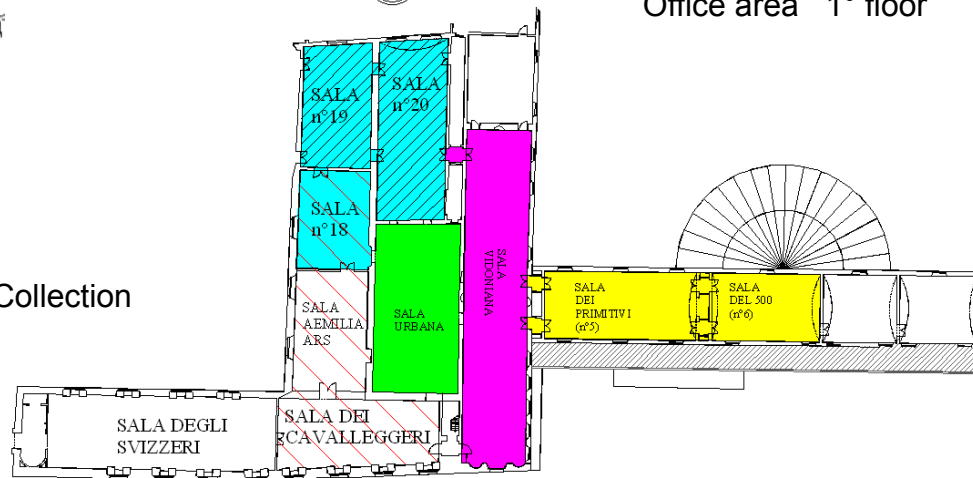 Office area 1° floor
SALA
n°19
SALA
n°20
SALA
n°18
Collection
SALA
AEMILIA
ARS
SALA
URBANA
SALA
VIDONIANA
SALA
DEI
PRIMITIVI
(n°5)
SALA
DEL 500
(n°6)
SALA DEGLI
SVIZZERI
SALA DEI
CAVALLEGGERI